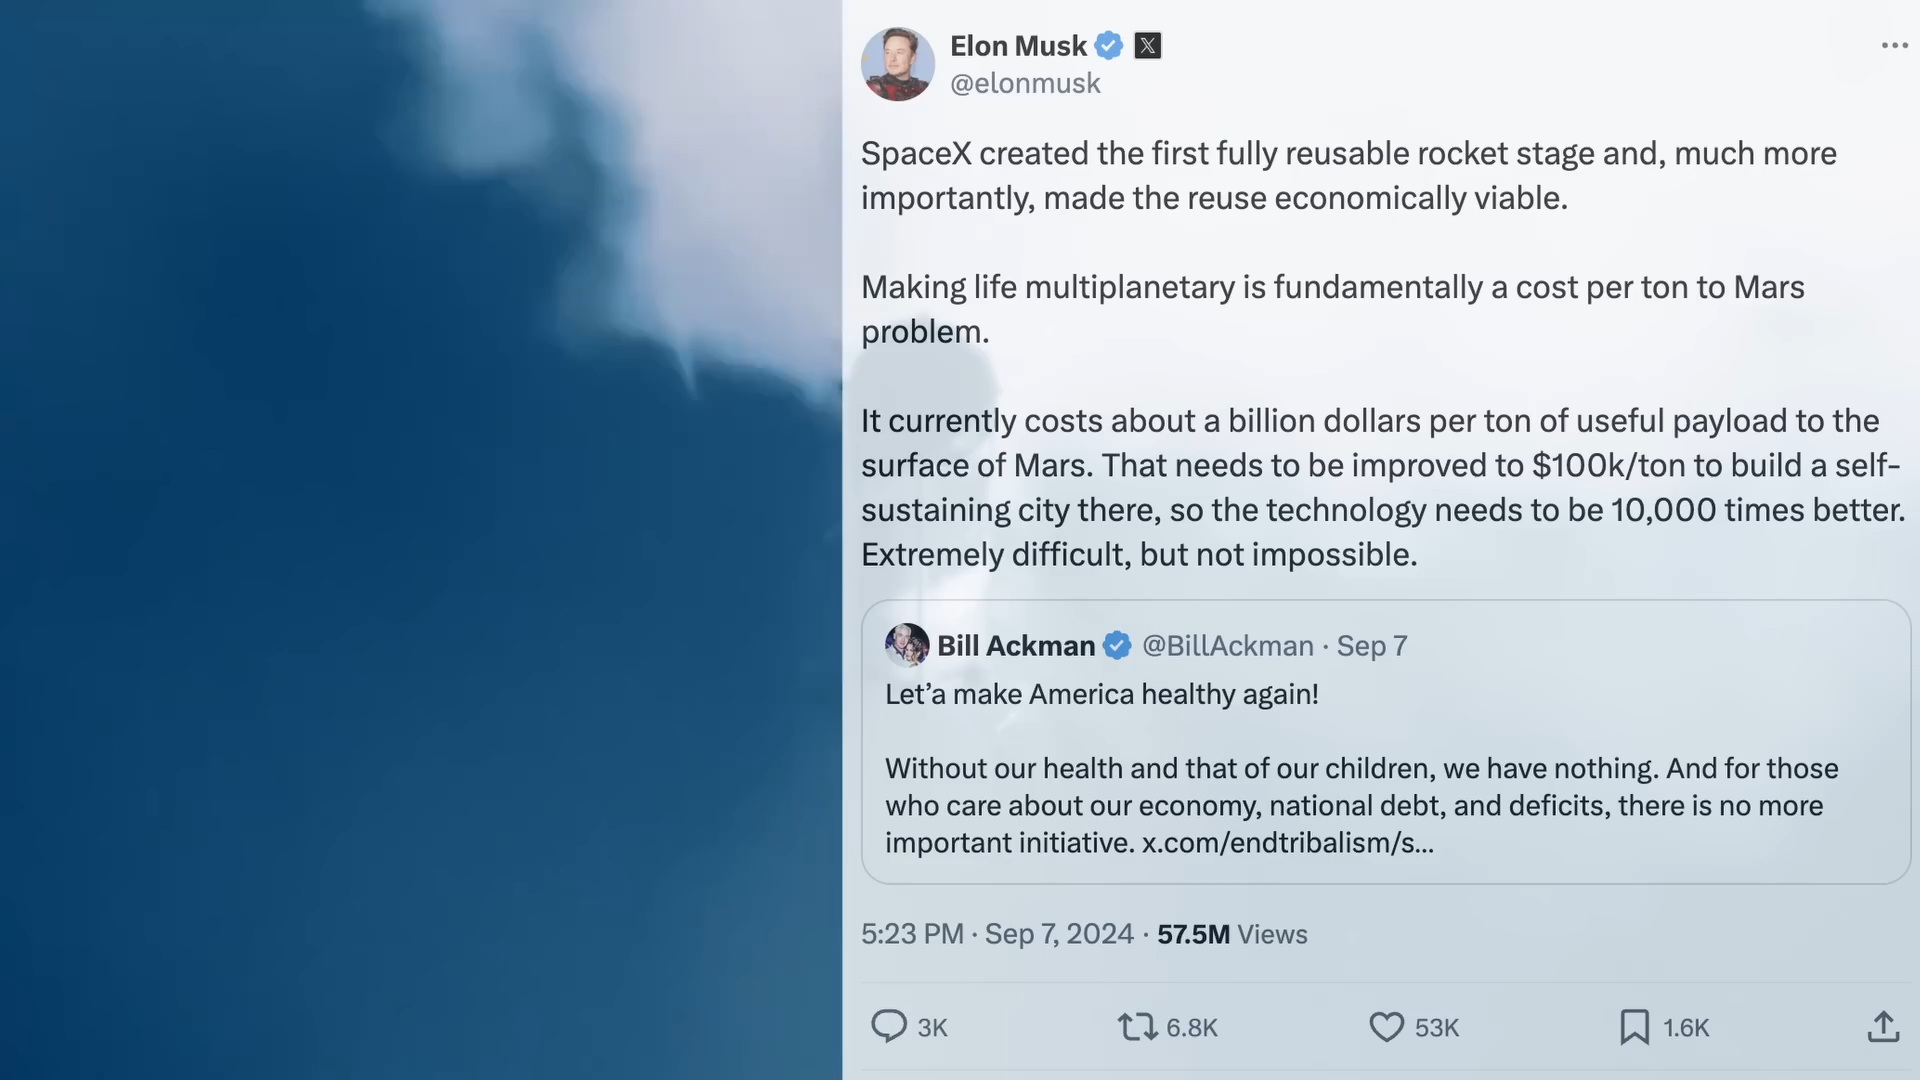 Elon Musk
@elonmusk
SpaceX created the first fully reusable rocket stage and, much more
importantly, made the reuse economically viable.
Making life multiplanetary is fundamentally a cost per ton to Mars
problem.
It currently costs about a billion dollars per ton of useful payload to the
surface of Mars. That needs to be improved to $100k/ton to build a self-
sustaining city there, so the technology needs to be 10,000 times better.
Extremely difficult, but not impossible.
Bill Ackman @BillAckman · Sep 7
Let’a make America healthy again!
Without our health and that of our children, we have nothing. And for those
who care about our economy, national debt, and deficits, there is no more
important initiative. x.com/endtribalism/s...
5:23 PM · Sep 7, 2024 · 57.5M Views
3K 6.8K 53K 1.6K